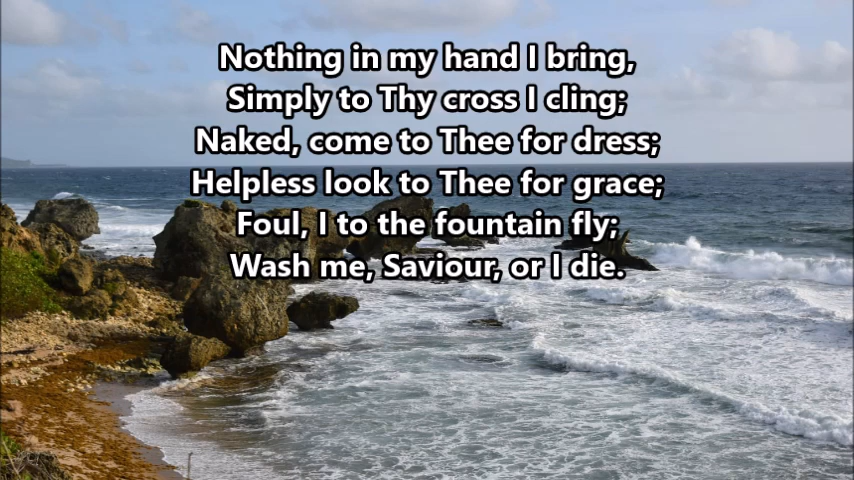 Nothing in my hand I bring,
Simply to Thy cross I cling;
Naked, come to Thee for dress;
Helpless look to Thee for grace;
Foul, I to the fountain fly;
Wash me, Saviour, or I die.